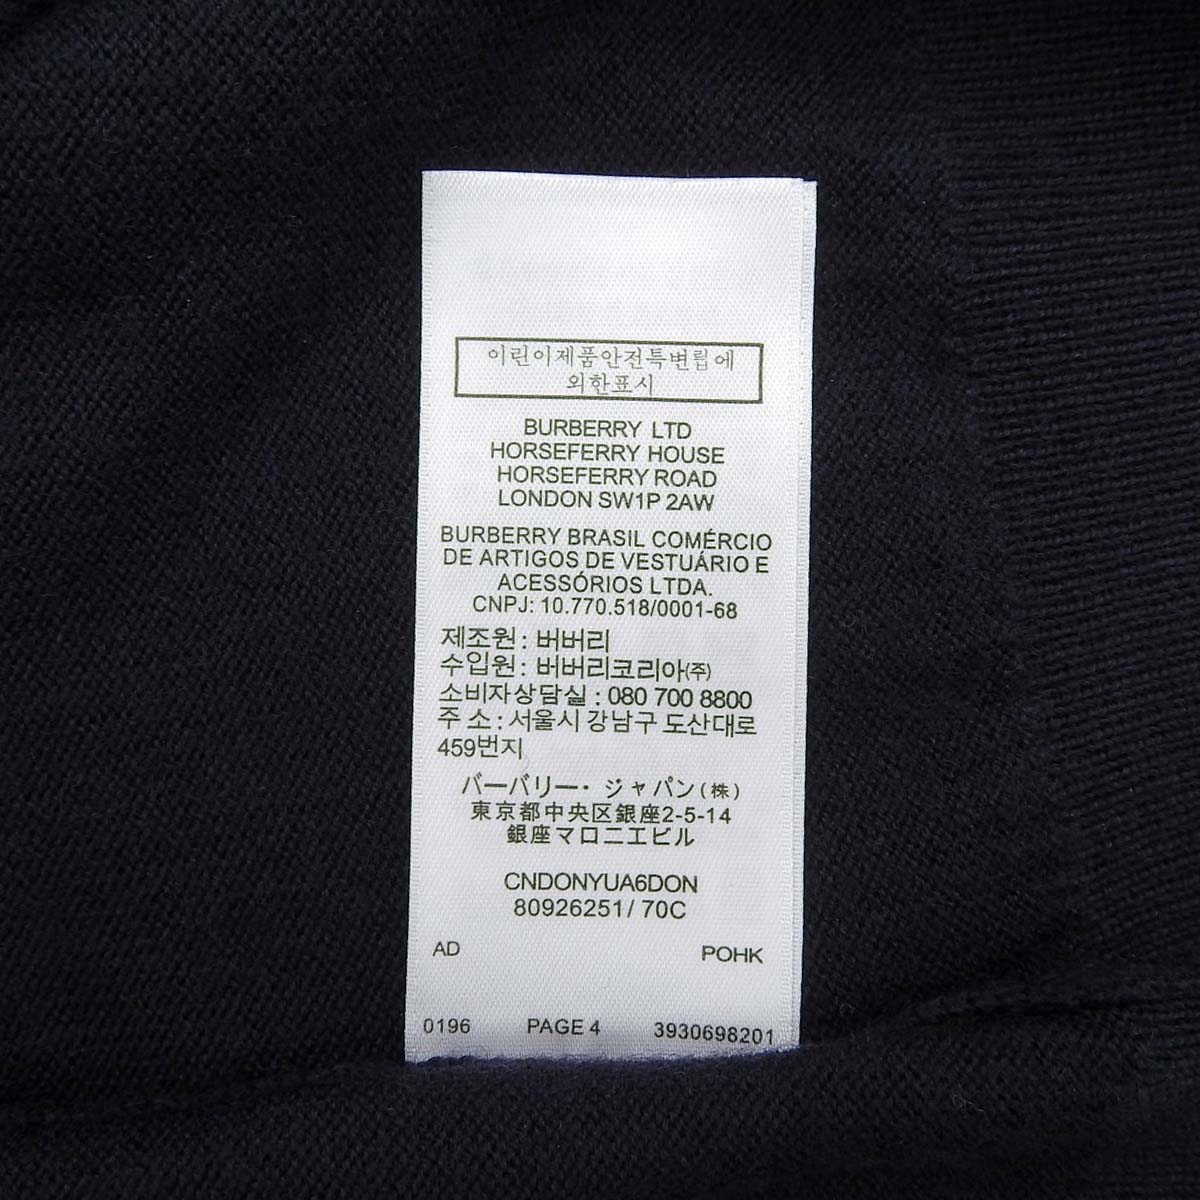 이린이제품안전특변립에
외한표시
BURBERRY LTD
HORSEFERRY HOUSE
HORSEFERRY ROAD
LONDON SW1P 2AW
BURBERRY BRASIL COMÉRCIO
DE ARTIGOS DE VESTUÁRIO E
ACESSÓRIOS LTDA.
CNPJ: 10.770.518/0001-68
제조원 : 버버리
수입원 : 버버리코리아(주)
소비자상담실 : 080 700 8800
주 소 : 서울시 강남구 도산대로
459번지
バーバリー・ジャパン(株)
東京都中央区銀座2-5-14
銀座マロニエビル
CNDONYUA6DON
80926251/ 70C
AD POHK
0196 PAGE 4 3930698201